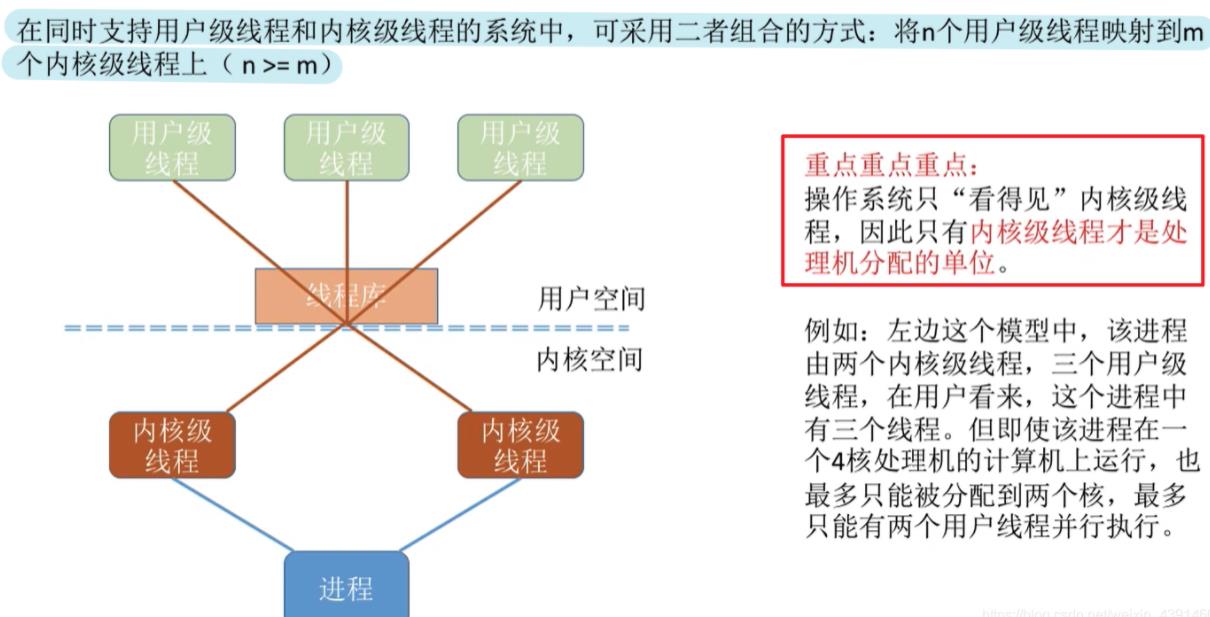 在同时支持用户级线程和内核级线程的系统中，可采用二者组合的方式：将n个用户级线程映射到m
个内核级线程上（ n >= m）
用户级
线程
用户级
线程
用户级
线程
线程库
用户空间
内核空间
内核级
线程
内核级
线程
进程
重点重点重点：
操作系统只“看得见”内核级线
程，因此只有内核级线程才是处
理机分配的单位。
例如：左边这个模型中，该进程
由两个内核级线程，三个用户级
线程，在用户看来，这个进程中
有三个线程。但即使该进程在一
个4核处理机的计算机上运行，也
最多只能被分配到两个核，最多
只能有两个用户线程并行执行。